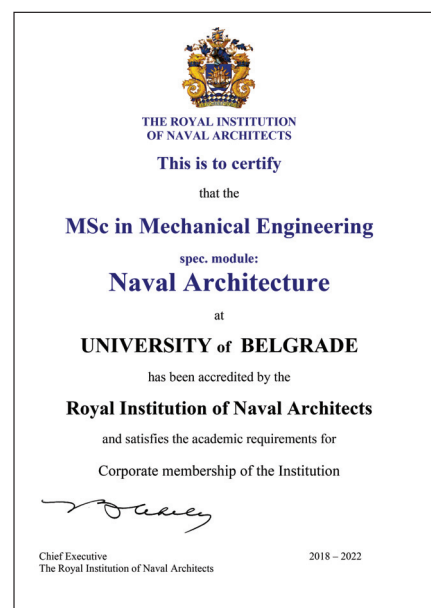 THE ROYAL INSTITUTION
OF NAVAL ARCHITECTS
This is to certify
that the
MSc in Mechanical Engineering
spec. module:
Naval Architecture
at
UNIVERSITY of BELGRADE
has been accredited by the
Royal Institution of Naval Architects
and satisfies the academic requirements for
Corporate membership of the Institution
Chief Executive 2018 – 2022
The Royal Institution of Naval Architects